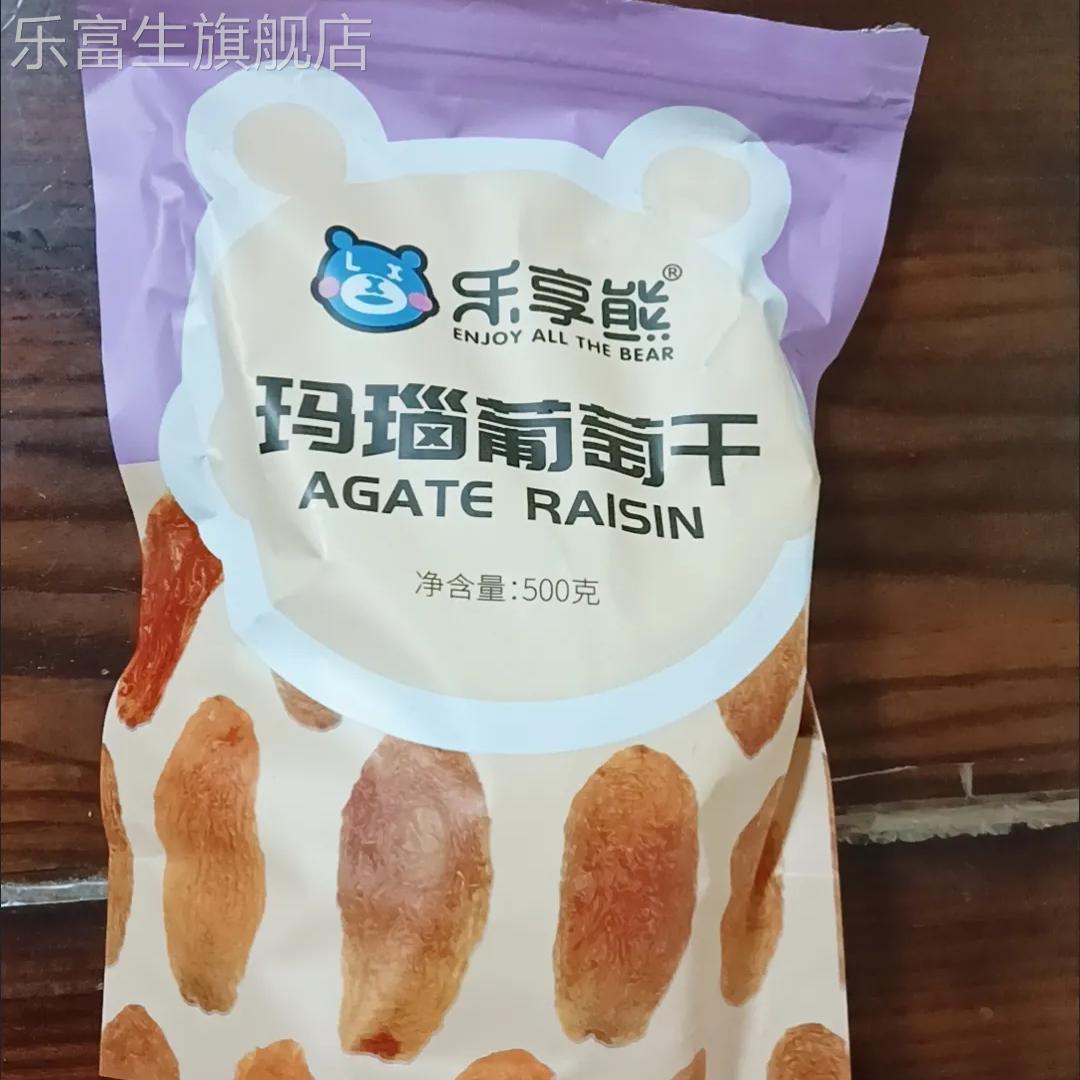 乐富生旗舰店
乐享熊®
ENJOY ALL THE BEAR
玛瑙葡萄干
AGATE RAISIN
净含量:500克